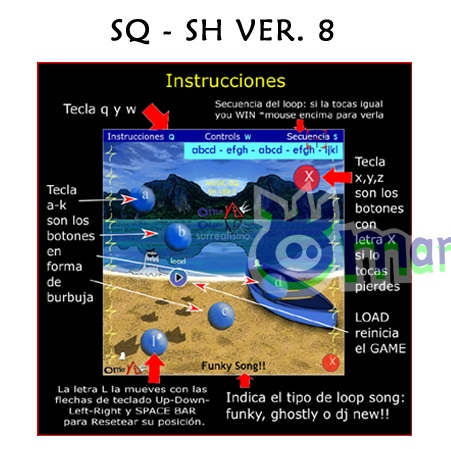 SQ - SH VER. 8
Instrucciones
Tecla q y w
Secuencia del loop: si la tocas igual
you WIN "mouse encima para verla
Instrucciones Q
Controls W
Secuencia S
abcd - efgh - abcd - efgh - ijkl
Tecla
x,y,z
son los
botones
con
letra X
si lo
tocas
pierdes
X
Tecla
a-k
son los
botones
en
forma
de
burbuja
a
b
surrealismo
load
d
e
l
mar
LOAD
reinicia
el GAME
Funky Song!!
X
La letra L la mueves con las
flechas de teclado Up-Down-
Left-Right y SPACE BAR
para Resetear su posición.
Indica el tipo de loop song:
funky, ghostly o dj new!!